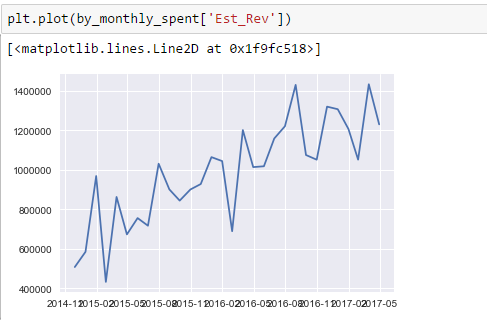 plt.plot(by_monthly_spent['Est_Rev'])
[<matplotlib.lines.Line2D at 0x1f9fc518>]
1400000
1200000
1000000
800000
600000
400000
2014-11 2015-02 2015-05 2015-08 2015-11 2016-02 2016-05 2016-08 2016-11 2017-02 2017-05